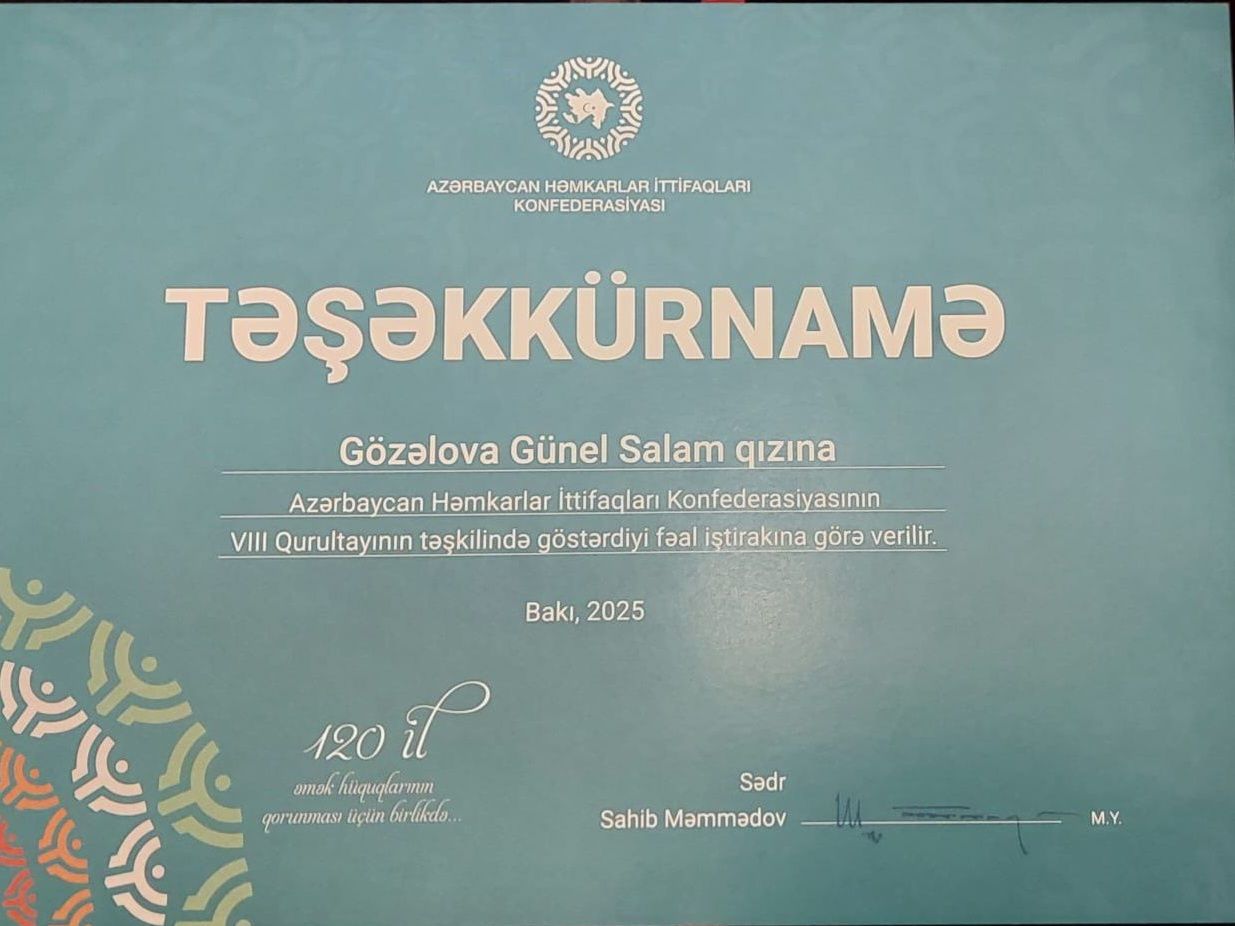 AZƏRBAYCAN HƏMKARLAR İTTİFAQLARI
KONFEDERASİYASI
TƏŞƏKKÜRNAMƏ
Gözəlova Günel Salam qızına
Azərbaycan Həmkarlar İttifaqları Konfederasiyasının
VIII Qurultayının təşkilində göstərdiyi fəal iştirakına görə verilir.
Bakı, 2025
120 il
əmək hüquqlarının
qorunması üçün birlikdə...
Sədr
Sahib Məmmədov
M.Y.